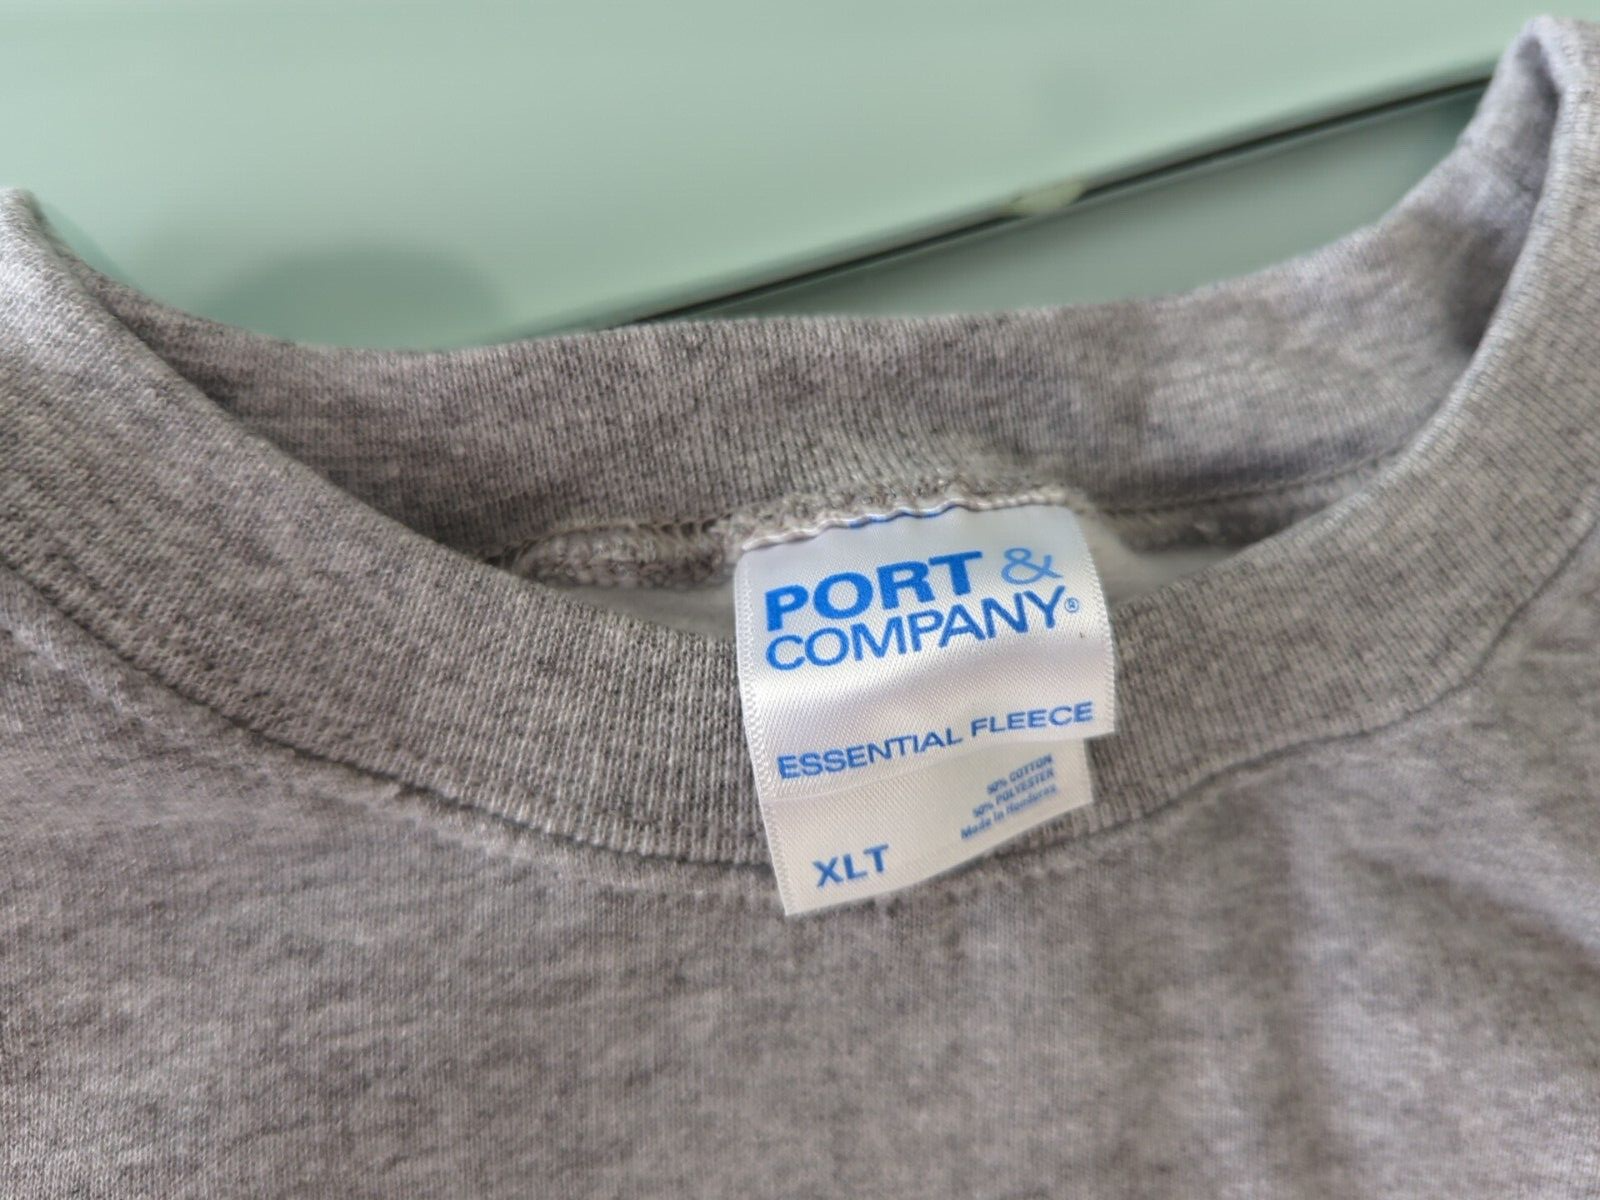 PORT &
COMPANY®
ESSENTIAL FLEECE
50% COTTON
50% POLYESTER
Made in Honduras
XLT